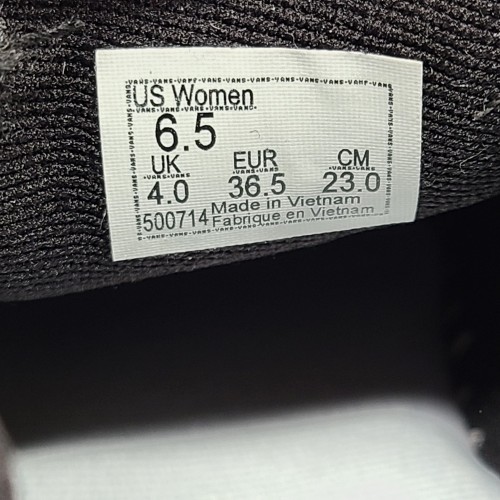 US Women
6.5
UK EUR CM
4.0 36.5 23.0
500714 Made in Vietnam
Fabrique en Vietnam